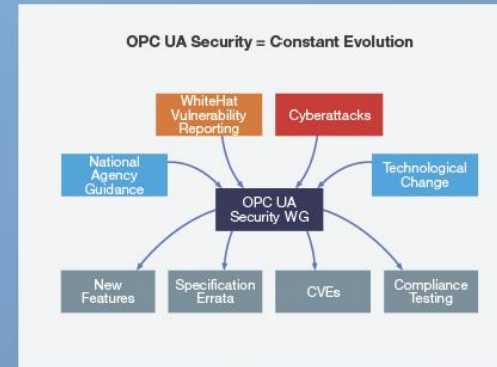 OPC UA Security = Constant Evolution
WhiteHat
Vulnerability
Reporting
Cyberattacks
National
Agency
Guidance
Technological
Change
OPC UA
Security WG
New
Features
Specification
Errata
CVEs
Compliance
Testing